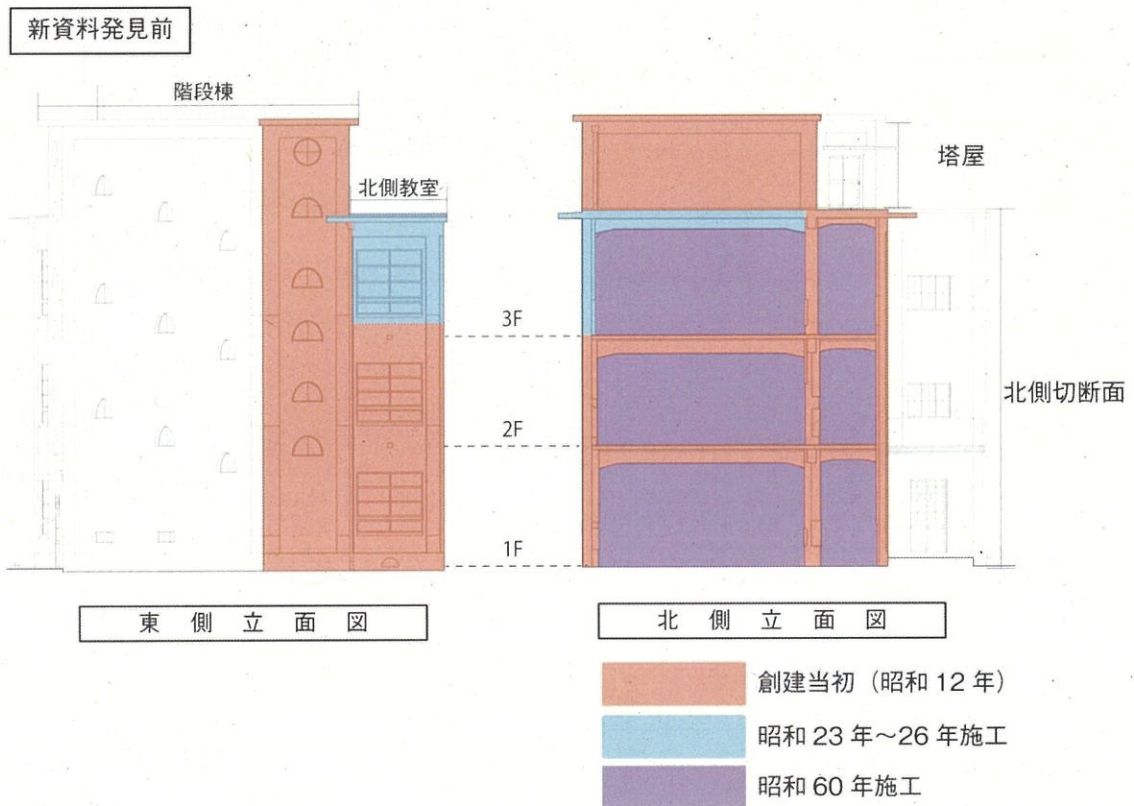 新資料発見前
階段棟
北側教室
塔屋
3F
2F
1F
北側切断面
東側立面図
北側立面図
創建当初（昭和 12 年）
昭和 23 年～26 年施工
昭和 60 年施工